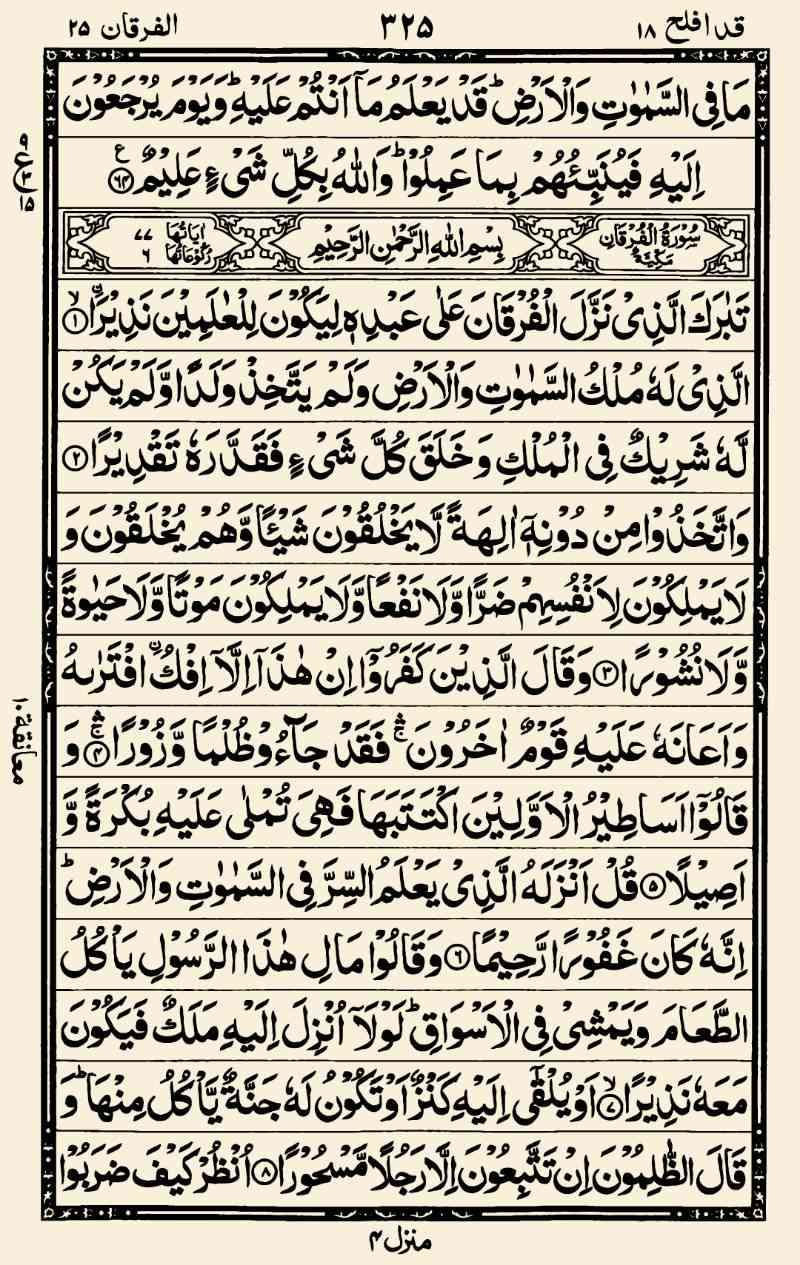 قد افلح ١٨
٣٢٥
الفرقان ٢٥
مَا فِى السَّمٰوٰتِ وَالْاَرْضِؕ قَدْ يَعْلَمُ مَاۤ اَنْتُمْ عَلَيْهِؕ وَيَوْمَ يُرْجَعُوْنَ
اِلَيْهِ فَيُنَبِّئُهُمْ بِمَا عَمِلُوْاؕ وَاللّٰهُ بِكُلِّ شَىْءٍ عَلِيْمٌ ﴿٦٤﴾ ع
سُوْرَةُ الْفُرْقَانِ مَكِّيَّةٌ
بِسْمِ اللّٰهِ الرَّحْمٰنِ الرَّحِيْمِ
اٰيَاتُهَا ٧٧
رُكُوْعَاتُهَا ٦
تَبٰرَكَ الَّذِىْ نَزَّلَ الْفُرْقَانَ عَلٰى عَبْدِهٖ لِيَكُوْنَ لِلْعٰلَمِيْنَ نَذِيْرَاۨ ۙ﴿١﴾
الَّذِىْ لَهٗ مُلْكُ السَّمٰوٰتِ وَالْاَرْضِ وَلَمْ يَتَّخِذْ وَلَدًا وَّلَمْ يَكُنْ
لَّهٗ شَرِيْكٌ فِى الْمُلْكِ وَخَلَقَ كُلَّ شَىْءٍ فَقَدَّرَهٗ تَقْدِيْرًا ﴿٢﴾
وَاتَّخَذُوْا مِنْ دُوْنِهٖۤ اٰلِهَةً لَّا يَخْلُقُوْنَ شَيْئًا وَّهُمْ يُخْلَقُوْنَ وَ
لَا يَمْلِكُوْنَ لِاَنْفُسِهِمْ ضَرًّا وَّلَا نَفْعًا وَّلَا يَمْلِكُوْنَ مَوْتًا وَّلَا حَيٰوةً
وَّلَا نُشُوْرًا ﴿٣﴾ وَقَالَ الَّذِيْنَ كَفَرُوْۤا اِنْ هٰذَاۤ اِلَّاۤ اِفْكُ ۨافْتَرٰٮهُ
وَاَعَانَهٗ عَلَيْهِ قَوْمٌ اٰخَرُوْنَ ۛۚ فَقَدْ جَآءُوْ ظُلْمًا وَّزُوْرًا ۛۚ﴿٤﴾ وَ
قَالُوْۤا اَسَاطِيْرُ الْاَوَّلِيْنَ اكْتَتَبَهَا فَهِىَ تُمْلٰى عَلَيْهِ بُكْرَةً وَّ
اَصِيْلًا ﴿٥﴾ قُلْ اَنْزَلَهُ الَّذِىْ يَعْلَمُ السِّرَّ فِى السَّمٰوٰتِ وَالْاَرْضِؕ
اِنَّهٗ كَانَ غَفُوْرًا رَّحِيْمًا ﴿٦﴾ وَقَالُوْا مَالِ هٰذَا الرَّسُوْلِ يَاْكُلُ
الطَّعَامَ وَيَمْشِىْ فِى الْاَسْوَاقِؕ لَوْلَاۤ اُنْزِلَ اِلَيْهِ مَلَكٌ فَيَكُوْنَ
مَعَهٗ نَذِيْرًا ۙ﴿٧﴾ اَوْ يُلْقٰٓى اِلَيْهِ كَنْزٌ اَوْ تَكُوْنُ لَهٗ جَنَّةٌ يَّاْكُلُ مِنْهَاؕ وَ
قَالَ الظّٰلِمُوْنَ اِنْ تَتَّبِعُوْنَ اِلَّا رَجُلًا مَّسْحُوْرًا ﴿٨﴾ اُنْظُرْ كَيْفَ ضَرَبُوْا
معانقة ١٠
منزل ٤